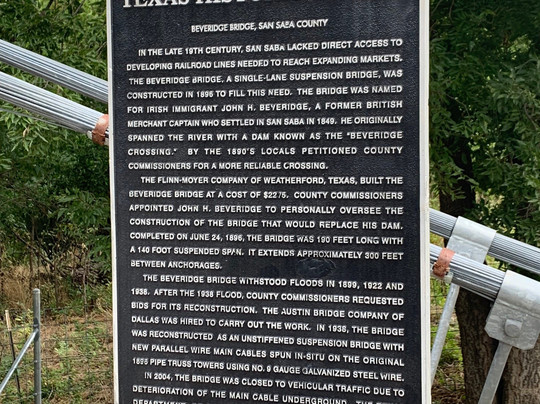 BEVERIDGE BRIDGE, SAN SABA COUNTY
IN THE LATE 19TH CENTURY, SAN SABA LACKED DIRECT ACCESS TO
DEVELOPING RAILROAD LINES NEEDED TO REACH EXPANDING MARKETS.
THE BEVERIDGE BRIDGE, A SINGLE-LANE SUSPENSION BRIDGE, WAS
CONSTRUCTED IN 1896 TO FILL THIS NEED. THE BRIDGE WAS NAMED
FOR IRISH IMMIGRANT JOHN H. BEVERIDGE, A FORMER BRITISH
MERCHANT CAPTAIN WHO SETTLED IN SAN SABA IN 1849. HE ORIGINALLY
SPANNED THE RIVER WITH A DAM KNOWN AS THE "BEVERIDGE
CROSSING." BY THE 1890'S LOCALS PETITIONED COUNTY
COMMISSIONERS FOR A MORE RELIABLE CROSSING.
THE FLINN-MOYER COMPANY OF WEATHERFORD, TEXAS, BUILT THE
BEVERIDGE BRIDGE AT A COST OF $2275. COUNTY COMMISSIONERS
APPOINTED JOHN H. BEVERIDGE TO PERSONALLY OVERSEE THE
CONSTRUCTION OF THE BRIDGE THAT WOULD REPLACE HIS DAM.
COMPLETED ON JUNE 24, 1896, THE BRIDGE WAS 190 FEET LONG WITH
A 140 FOOT SUSPENDED SPAN. IT EXTENDS APPROXIMATELY 300 FEET
BETWEEN ANCHORAGES.
THE BEVERIDGE BRIDGE WITHSTOOD FLOODS IN 1899, 1922 AND
1938. AFTER THE 1938 FLOOD, COUNTY COMMISSIONERS REQUESTED
BIDS FOR ITS RECONSTRUCTION. THE AUSTIN BRIDGE COMPANY OF
DALLAS WAS HIRED TO CARRY OUT THE WORK. IN 1938, THE BRIDGE
WAS RECONSTRUCTED AS AN UNSTIFFENED SUSPENSION BRIDGE WITH
NEW PARALLEL WIRE MAIN CABLES SPUN IN-SITU ON THE ORIGINAL
1896 PIPE TRUSS TOWERS USING NO. 9 GAUGE GALVANIZED STEEL WIRE.
IN 2004, THE BRIDGE WAS CLOSED TO VEHICULAR TRAFFIC DUE TO
DETERIORATION OF THE MAIN CABLE UNDERGROUND.